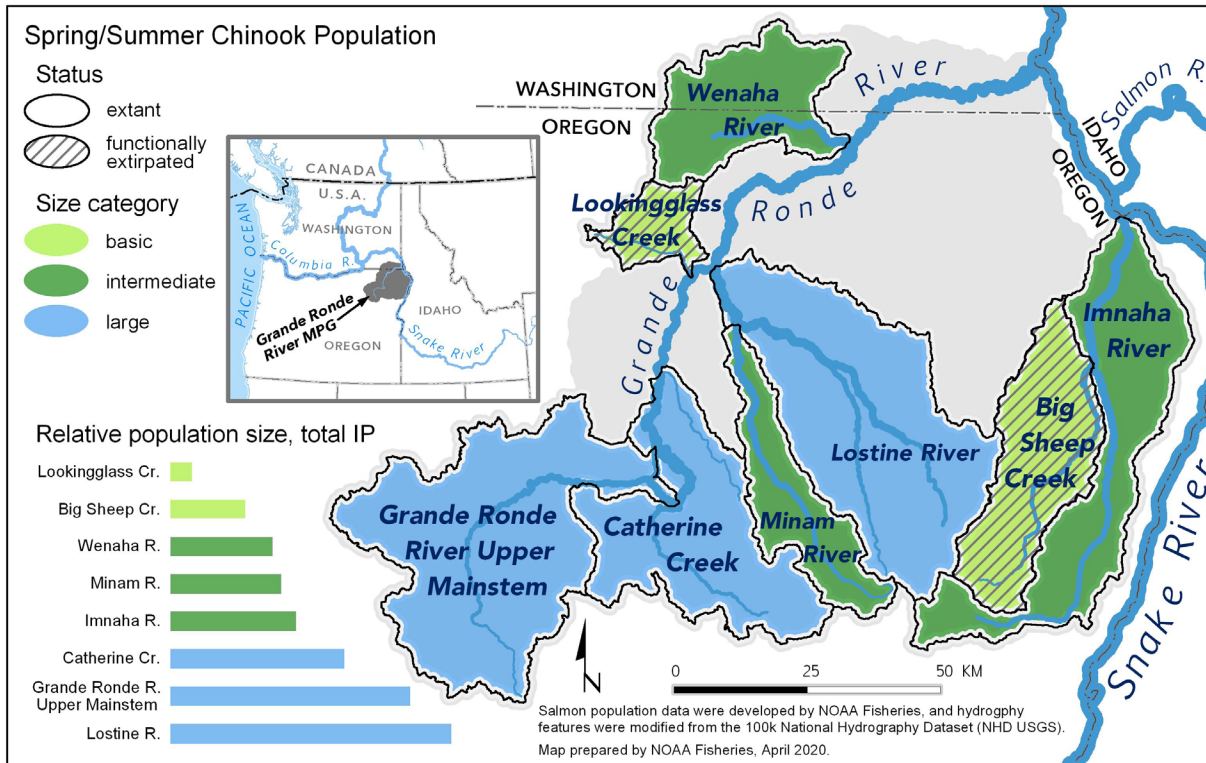 Spring/Summer Chinook Population
Status
extant
functionally
extirpated
Size category
basic
intermediate
large
CANADA
U.S.A.
WASHINGTON
PACIFIC OCEAN
Columbia R.
Grande Ronde
River MPG
IDAHO
OREGON
Snake River
WASHINGTON
OREGON
Wenaha
River
River
Ronde
Grande
Salmon R.
IDAHO
OREGON
Lookingglass
Creek
Imnaha
River
Big
Sheep
Creek
Lostine River
Minam
River
Catherine
Creek
Grande Ronde
River Upper
Mainstem
Snake River
Relative population size, total IP
Lookingglass Cr.
Big Sheep Cr.
Wenaha R.
Minam R.
Imnaha R.
Catherine Cr.
Grande Ronde R.
Upper Mainstem
Lostine R.
N
0 25 50 KM
Salmon population data were developed by NOAA Fisheries, and hydrogphy
features were modified from the 100k National Hydrography Dataset (NHD USGS).
Map prepared by NOAA Fisheries, April 2020.